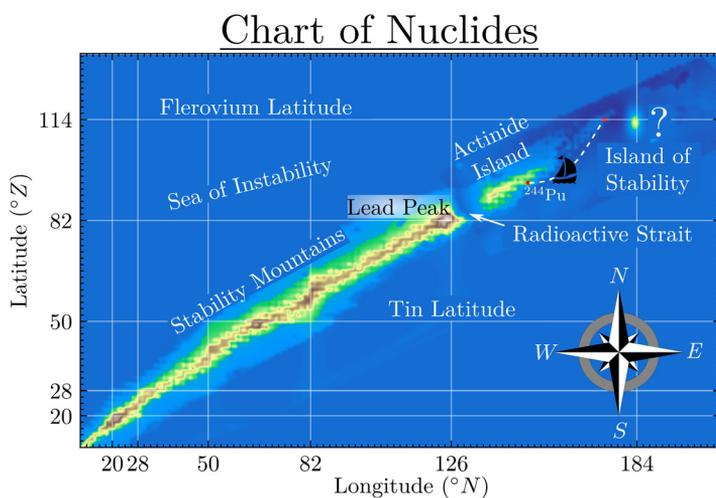 Chart of Nuclides
Flerovium Latitude
114
Actinide
Island
?
Island of
Stability
Sea of Instability
²⁴⁴Pu
Lead Peak
82
Radioactive Strait
Latitude (°Z)
Stability Mountains
Tin Latitude
50
N
W
E
S
28
20
20 28 50 82 126 184
Longitude (°N)